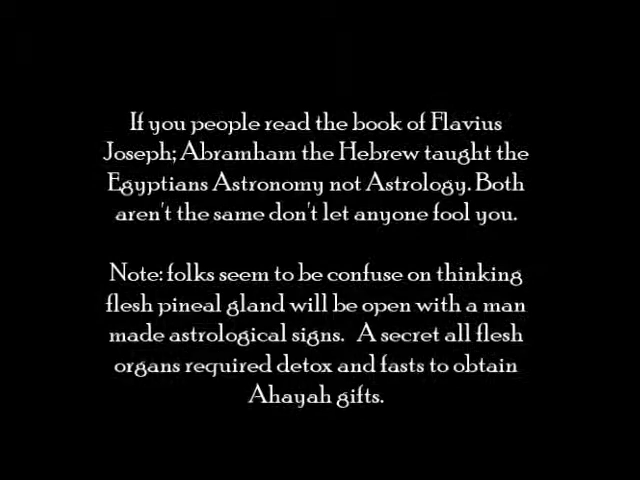 If you people read the book of Flavius
Joseph; Abramham the Hebrew taught the
Egyptians Astronomy not Astrology. Both
aren't the same don't let anyone fool you.
Note: folks seem to be confuse on thinking
flesh pineal gland will be open with a man
made astrological signs. A secret all flesh
organs required detox and fasts to obtain
Ahayah gifts.